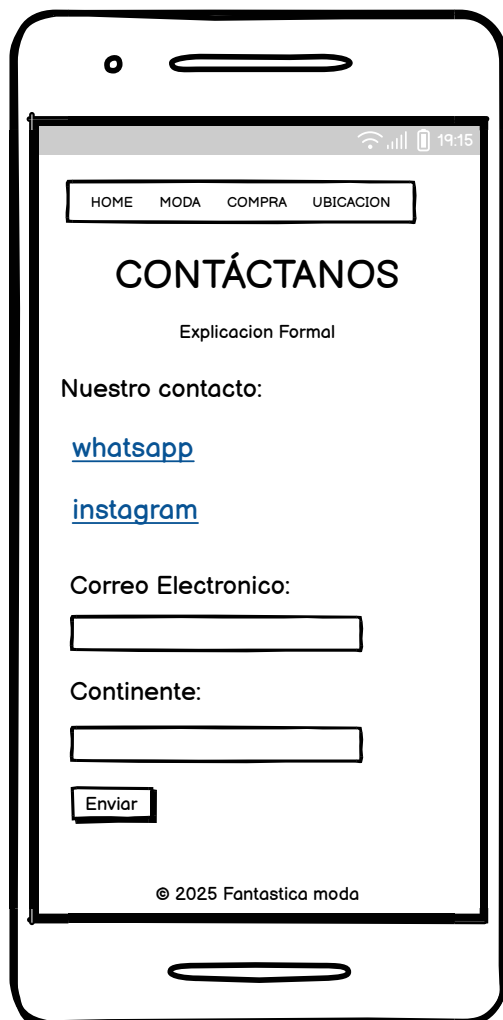 19:15
HOME MODA COMPRA UBICACION
CONTÁCTANOS
Explicacion Formal
Nuestro contacto:
whatsapp
instagram
Correo Electronico:
Continente:
Enviar
© 2025 Fantastica moda